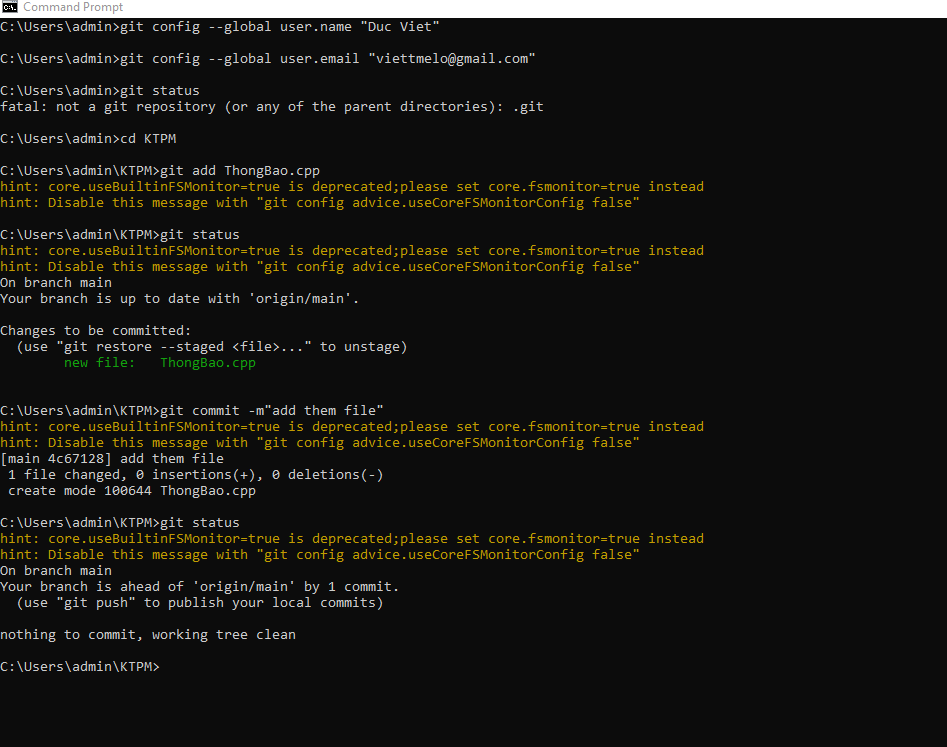 Command Prompt
C:\Users\admin>git config --global user.name "Duc Viet"
C:\Users\admin>git config --global user.email "viettmelo@gmail.com"
C:\Users\admin>git status
fatal: not a git repository (or any of the parent directories): .git
C:\Users\admin>cd KTPM
C:\Users\admin\KTPM>git add ThongBao.cpp
hint: core.useBuiltinFSMonitor=true is deprecated;please set core.fsmonitor=true instead
hint: Disable this message with "git config advice.useCoreFSMonitorConfig false"
C:\Users\admin\KTPM>git status
hint: core.useBuiltinFSMonitor=true is deprecated;please set core.fsmonitor=true instead
hint: Disable this message with "git config advice.useCoreFSMonitorConfig false"
On branch main
Your branch is up to date with 'origin/main'.
Changes to be committed:
  (use "git restore --staged <file>..." to unstage)
        new file:   ThongBao.cpp
C:\Users\admin\KTPM>git commit -m"add them file"
hint: core.useBuiltinFSMonitor=true is deprecated;please set core.fsmonitor=true instead
hint: Disable this message with "git config advice.useCoreFSMonitorConfig false"
[main 4c67128] add them file
 1 file changed, 0 insertions(+), 0 deletions(-)
 create mode 100644 ThongBao.cpp
C:\Users\admin\KTPM>git status
hint: core.useBuiltinFSMonitor=true is deprecated;please set core.fsmonitor=true instead
hint: Disable this message with "git config advice.useCoreFSMonitorConfig false"
On branch main
Your branch is ahead of 'origin/main' by 1 commit.
  (use "git push" to publish your local commits)
nothing to commit, working tree clean
C:\Users\admin\KTPM>